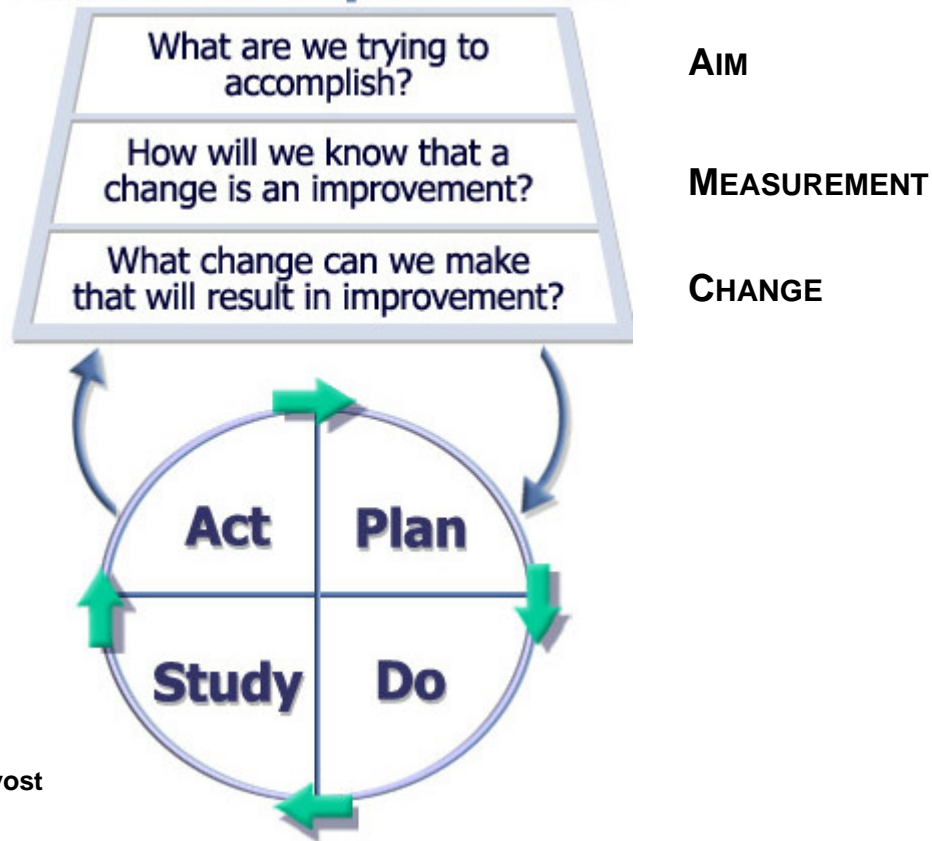 What are we trying to
accomplish?
AIM
How will we know that a
change is an improvement?
MEASUREMENT
What change can we make
that will result in improvement?
CHANGE
Act
Plan
Study
Do
vost